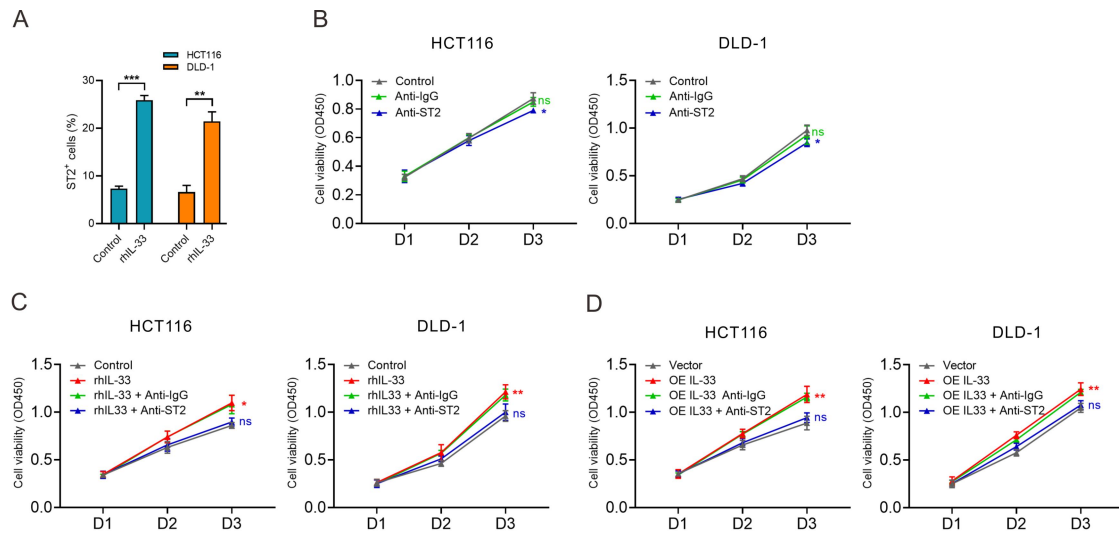 A
HCT116
DLD-1
ST2+ cells (%)
30
20
10
0
***
**
Control
rhIL-33
Control
rhIL-33
B
HCT116
Cell viability (OD450)
1.0
0.8
0.6
0.4
0.2
0.0
Control
Anti-IgG
Anti-ST2
ns
*
D1
D2
D3
DLD-1
Cell viability (OD450)
1.5
1.0
0.5
0.0
Control
Anti-IgG
Anti-ST2
ns
*
D1
D2
D3
C
HCT116
Cell viability (OD450)
1.5
1.0
0.5
0.0
Control
rhIL-33
rhIL-33 + Anti-IgG
rhIL33 + Anti-ST2
*
ns
D1
D2
D3
DLD-1
Cell viability (OD450)
1.5
1.0
0.5
0.0
Control
rhIL-33
rhIL33 + Anti-IgG
rhIL33 + Anti-ST2
**
ns
D1
D2
D3
D
HCT116
Cell viability (OD450)
1.5
1.0
0.5
0.0
Vector
OE IL-33
OE IL-33 Anti-IgG
OE IL33 + Anti-ST2
**
ns
D1
D2
D3
DLD-1
Cell viability (OD450)
1.5
1.0
0.5
0.0
Vector
OE IL-33
OE IL33 + Anti-IgG
OE IL33 + Anti-ST2
**
ns
D1
D2
D3